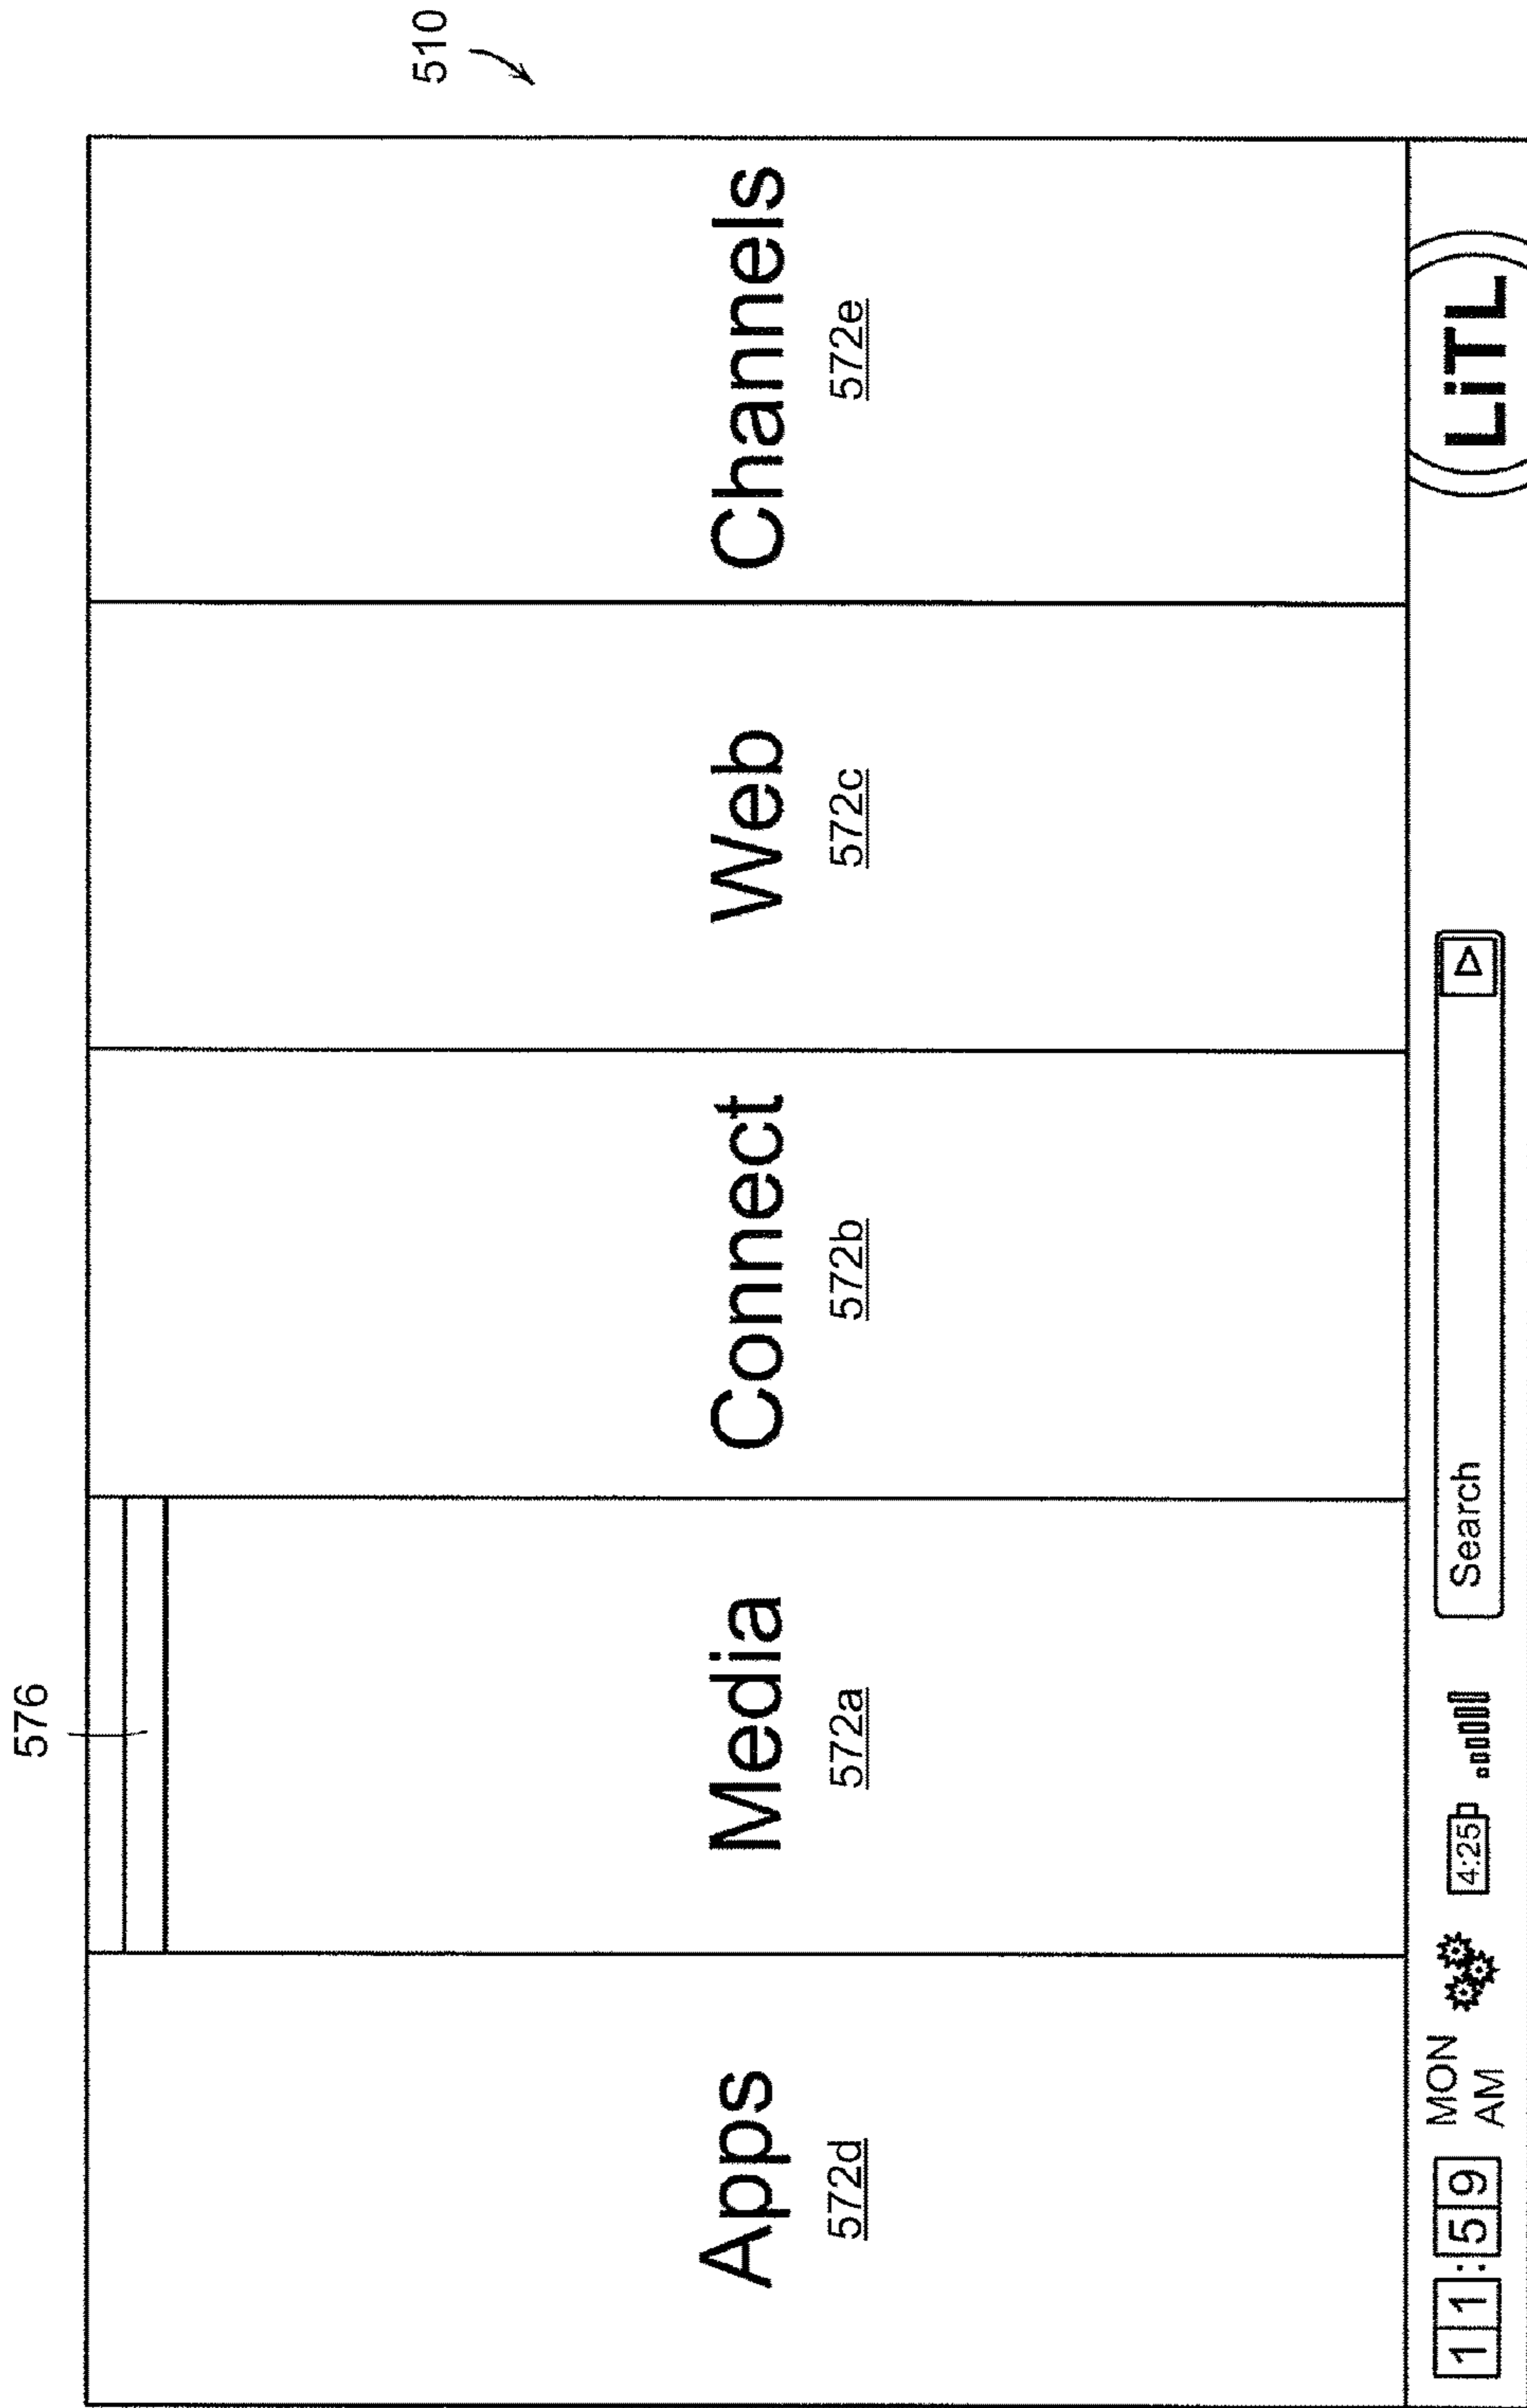 510
576
Apps
572d
Media
572a
Connect
572b
Web
572c
Channels
572e
11:59
MON
AM
4:25
Search
LiTL